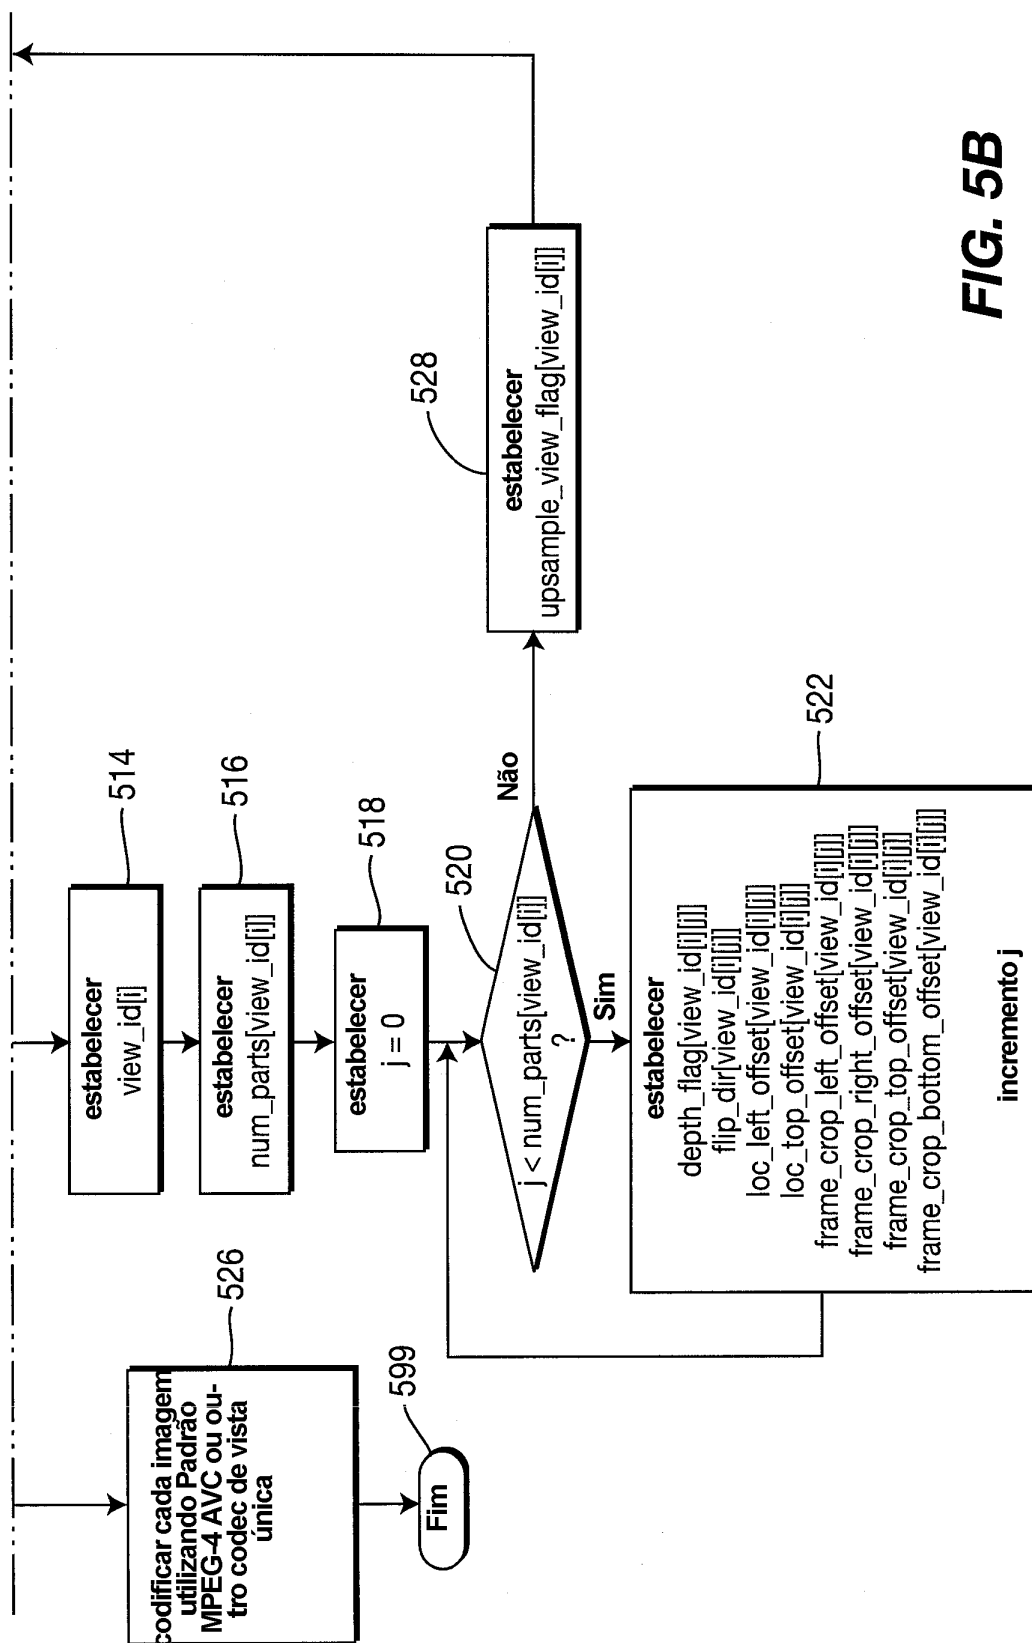 codificar cada imagem
utilizando Padrão
MPEG-4 AVC ou ou-
tro codec de vista
única
526
Fim
599
estabelecer
view_id[i]
514
estabelecer
num_parts[view_id[i]]
516
estabelecer
j = 0
518
j < num_parts[view_id[i]]
?
520
Não
Sim
estabelecer
depth_flag[view_id[i][j]]
flip_dir[view_id[i][j]]
loc_left_offset[view_id[i][j]]
loc_top_offset[view_id[i][j]]
frame_crop_left_offset[view_id[i][j]]
frame_crop_right_offset[view_id[i][j]]
frame_crop_top_offset[view_id[i][j]]
frame_crop_bottom_offset[view_id[i][j]]
incremento j
522
estabelecer
upsample_view_flag[view_id[i]]
528
FIG. 5B